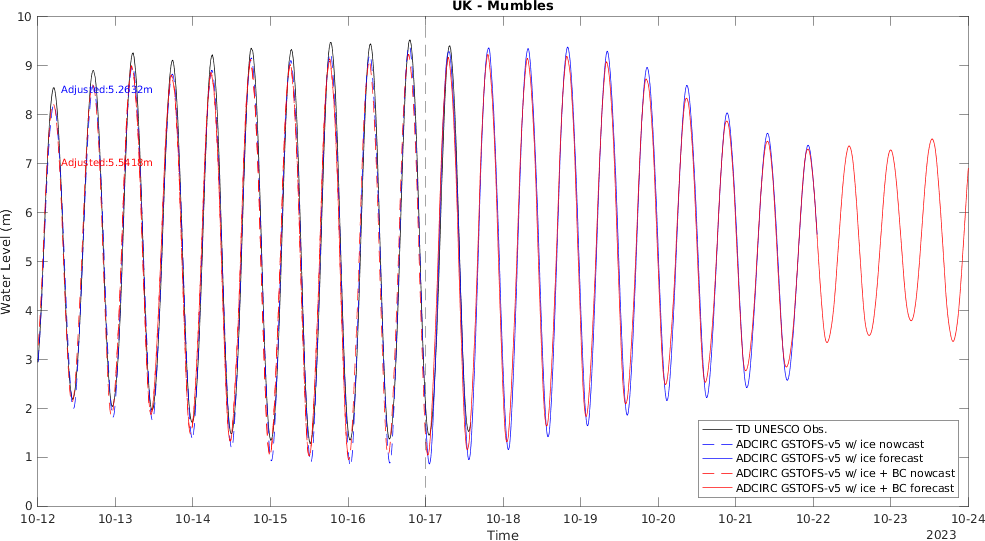 UK - Mumbles
10
9
8
7
6
5
4
3
2
1
0
Water Level (m)
Adjusted:5.2632m
Adjusted:5.5418m
TD UNESCO Obs.
ADCIRC GSTOFS-v5 w/ ice nowcast
ADCIRC GSTOFS-v5 w/ ice forecast
ADCIRC GSTOFS-v5 w/ ice + BC nowcast
ADCIRC GSTOFS-v5 w/ ice + BC forecast
10-12 10-13 10-14 10-15 10-16 10-17 10-18 10-19 10-20 10-21 10-22 10-23 10-24
Time
2023